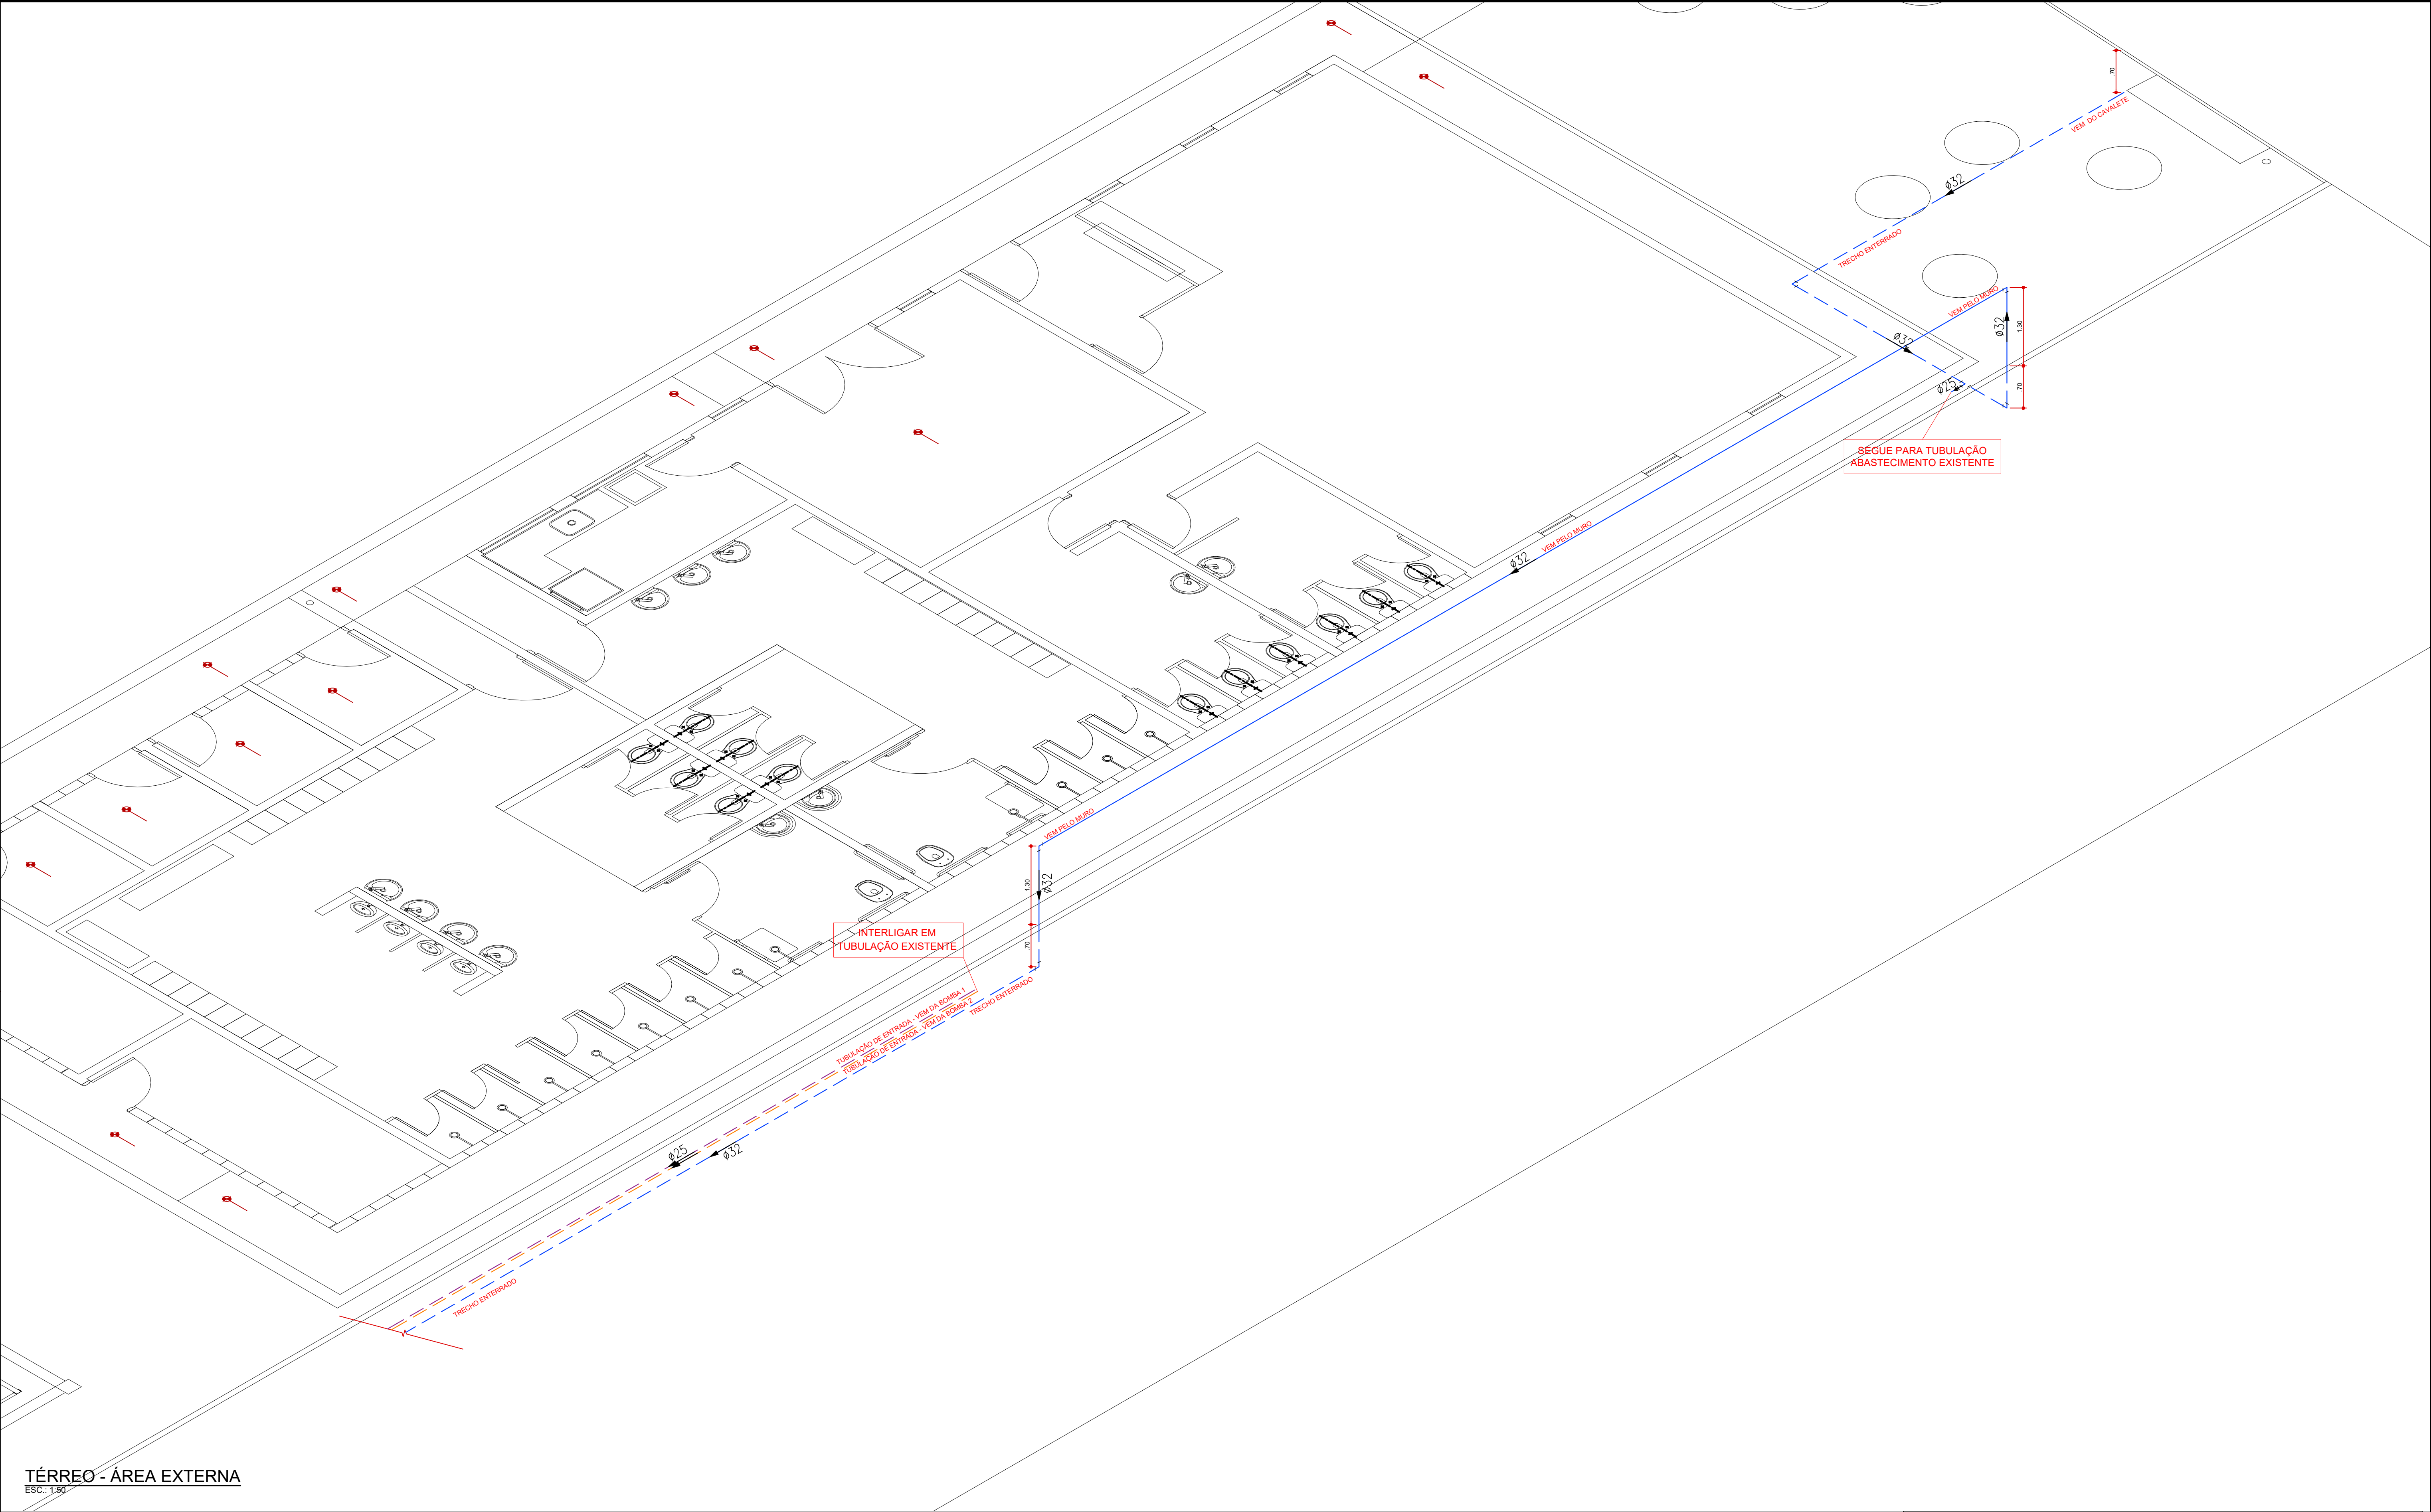 .70
VEM DO CAVALETE
ø32
TRECHO ENTERRADO
VEM PELO MURO
ø32
1.30
ø32
.70
ø25
SEGUE PARA TUBULAÇÃO
ABASTECIMENTO EXISTENTE
VEM PELO MURO
ø32
VEM PELO MURO
1.30
ø32
INTERLIGAR EM
TUBULAÇÃO EXISTENTE
.70
TUBULAÇÃO DE ENTRADA - VEM DA BOMBA 1
TUBULAÇÃO DE ENTRADA - VEM DA BOMBA 2
TRECHO ENTERRADO
ø25
ø32
TRECHO ENTERRADO
TÉRREO - ÁREA EXTERNA
ESC.: 1:50